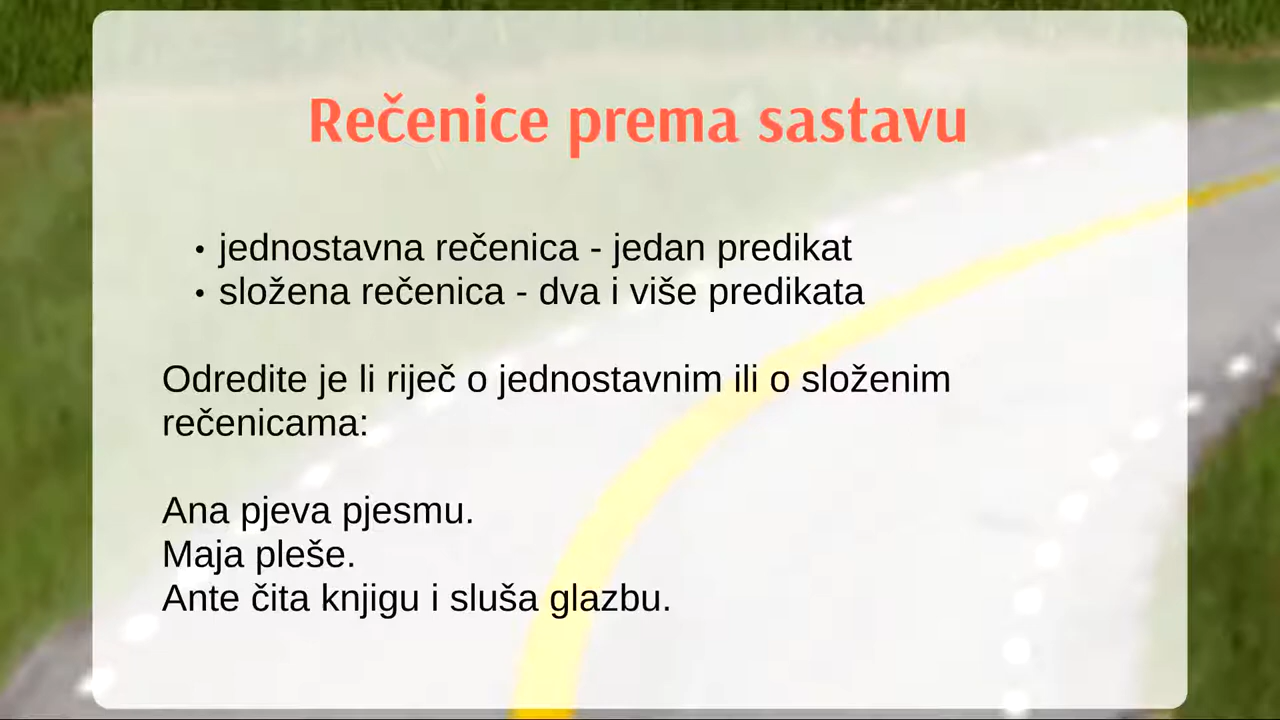 Rečenice prema sastavu
• jednostavna rečenica - jedan predikat
• složena rečenica - dva i više predikata
Odredite je li riječ o jednostavnim ili o složenim
rečenicama:
Ana pjeva pjesmu.
Maja pleše.
Ante čita knjigu i sluša glazbu.